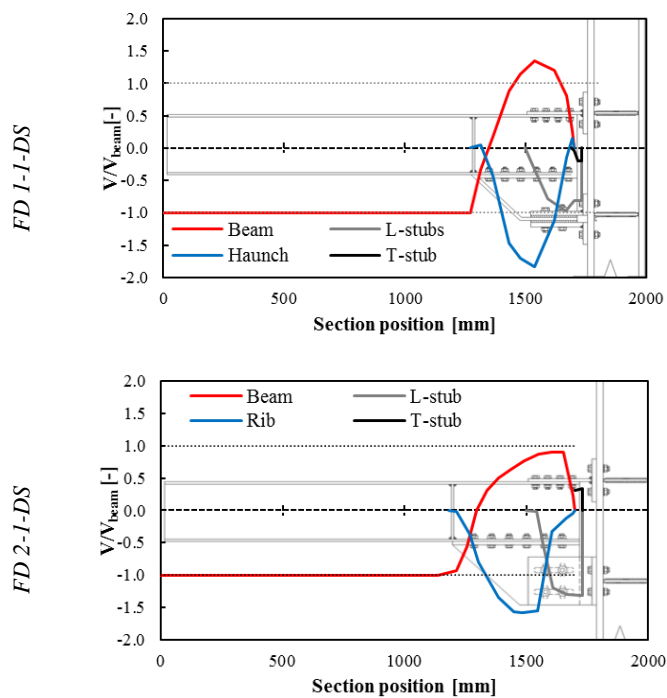 FD 1-1-DS
V/Vbeam[-]
2.0
1.5
1.0
0.5
0.0
-0.5
-1.0
-1.5
-2.0
Beam
L-stubs
Haunch
T-stub
0
500
1000
1500
2000
Section position [mm]
FD 2-1-DS
V/Vbeam [-]
2.0
1.5
1.0
0.5
0.0
-0.5
-1.0
-1.5
-2.0
Beam
L-stub
Rib
T-stub
0
500
1000
1500
2000
Section position [mm]